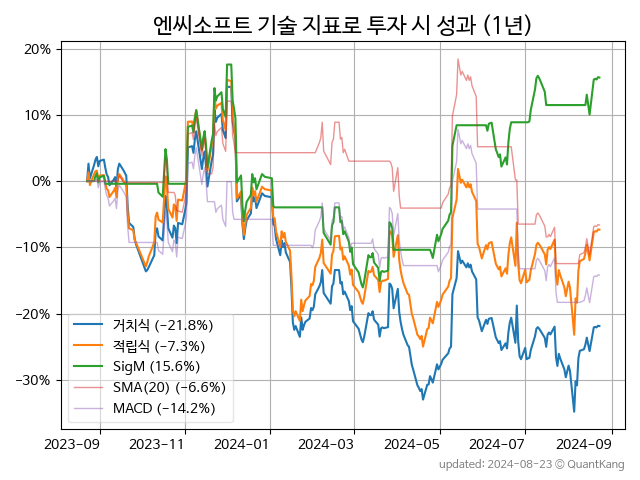 엔씨소프트 기술 지표로 투자 시 성과 (1년)
20%
10%
0%
−10%
−20%
−30%
거치식 (−21.8%)
적립식 (−7.3%)
SigM (15.6%)
SMA(20) (−6.6%)
MACD (−14.2%)
2023-09 2023-11 2024-01 2024-03 2024-05 2024-07 2024-09
updated: 2024-08-23 ⓒ QuantKang